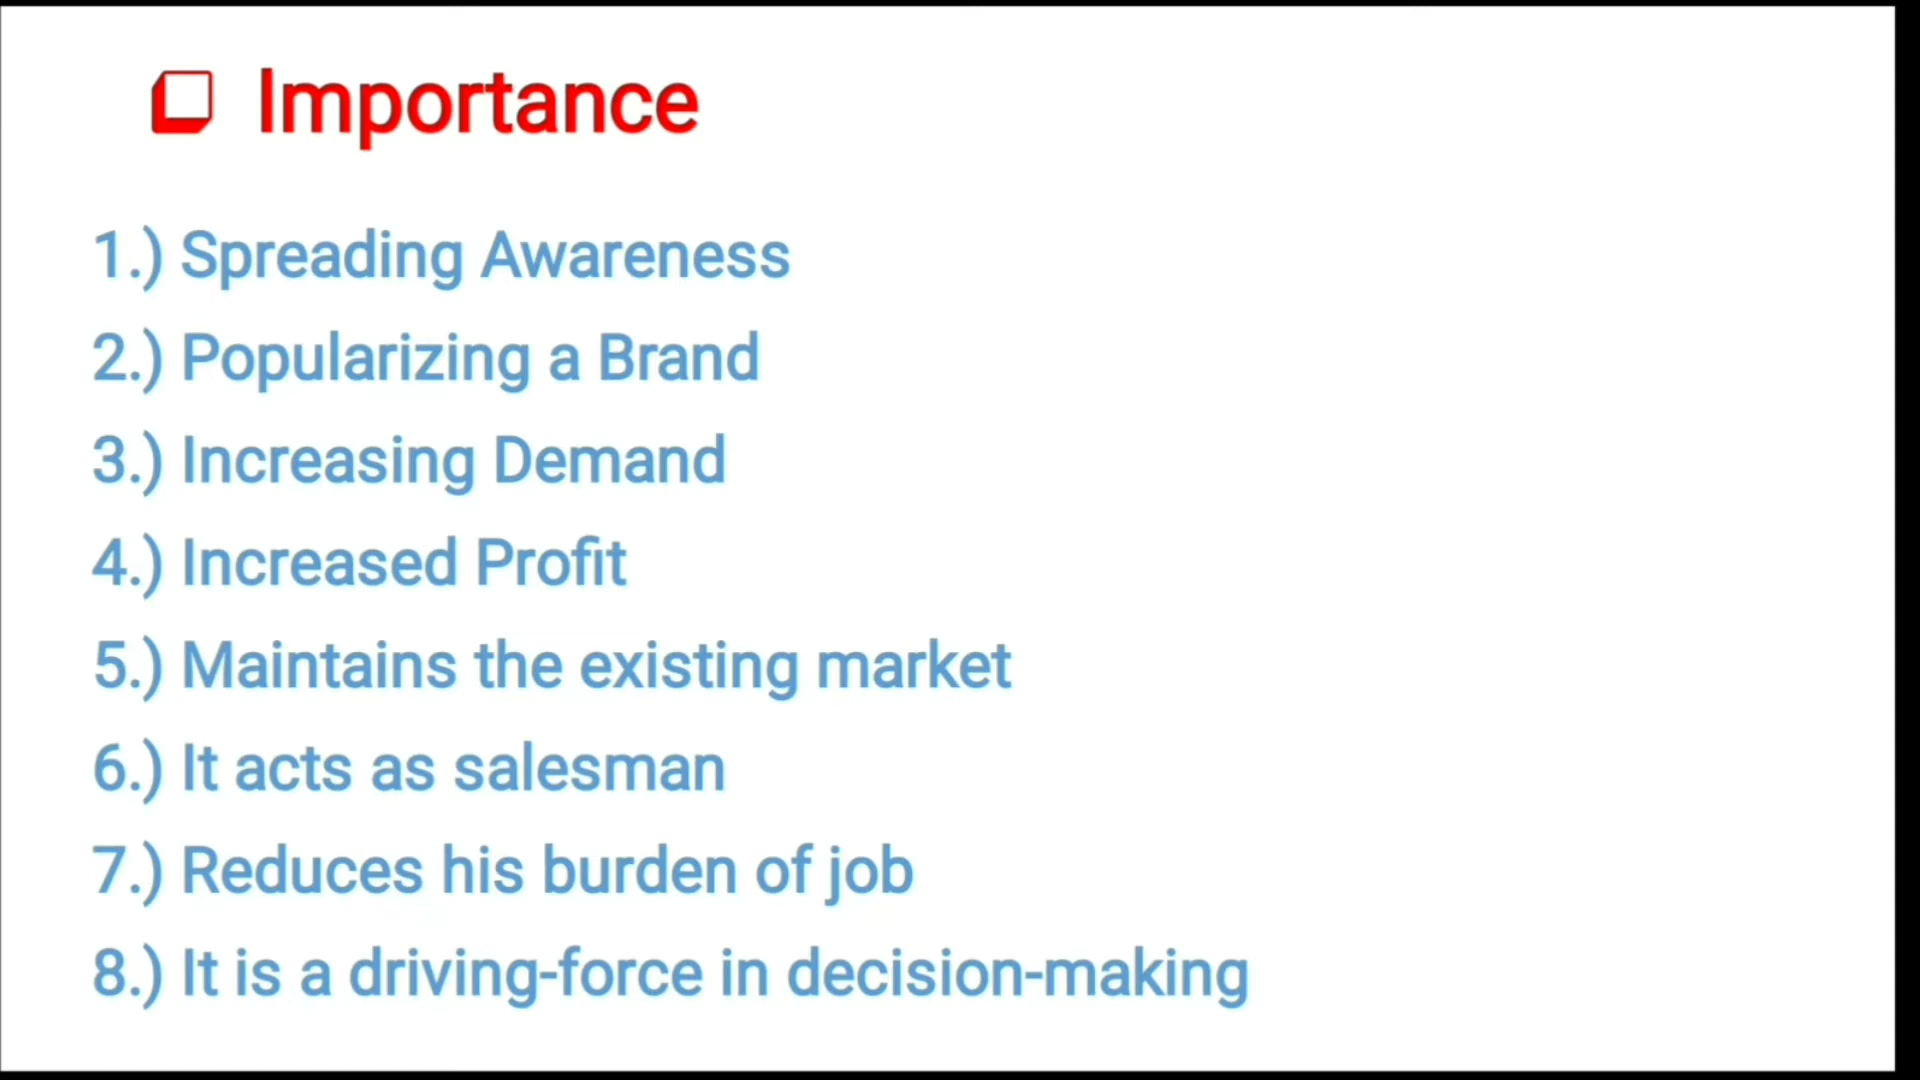 Importance
1.) Spreading Awareness
2.) Popularizing a Brand
3.) Increasing Demand
4.) Increased Profit
5.) Maintains the existing market
6.) It acts as salesman
7.) Reduces his burden of job
8.) It is a driving-force in decision-making